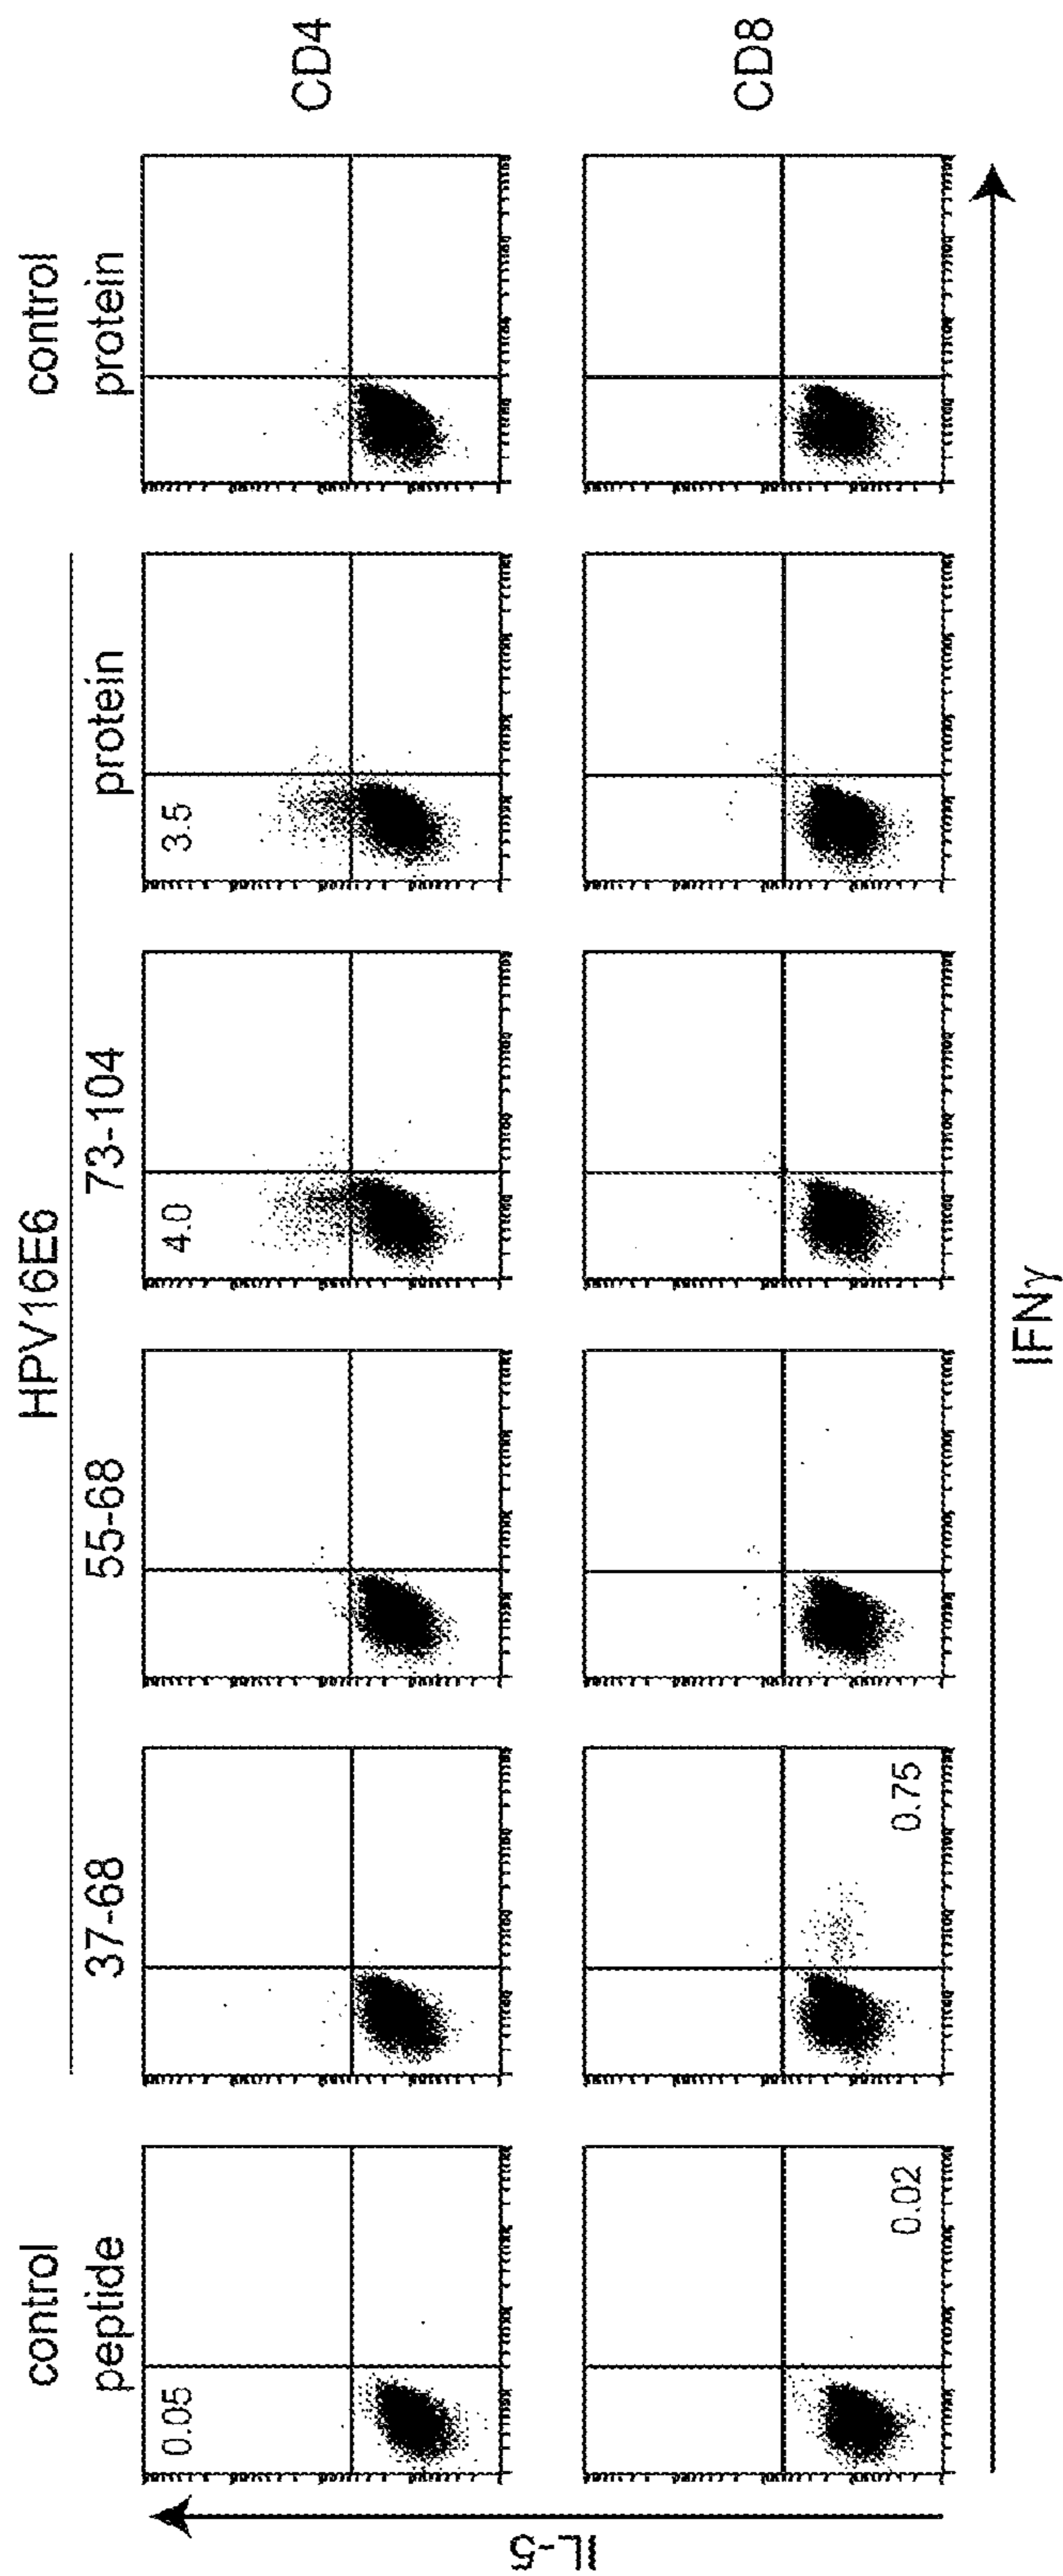 HPV16E6
control
peptide
37-68
55-68
73-104
protein
control
protein
0.05
4.0
3.5
CD4
0.02
0.75
CD8
IL-5
IFNγ